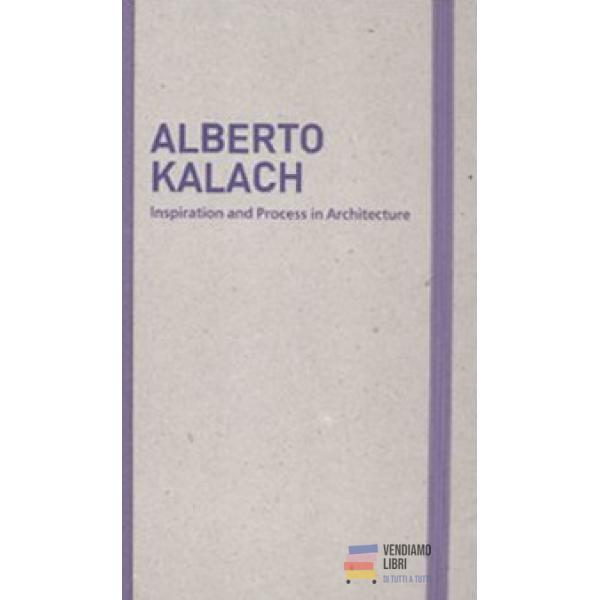 ALBERTO
KALACH
Inspiration and Process in Architecture
VENDIAMO
LIBRI
DI TUTTI A TUTTI